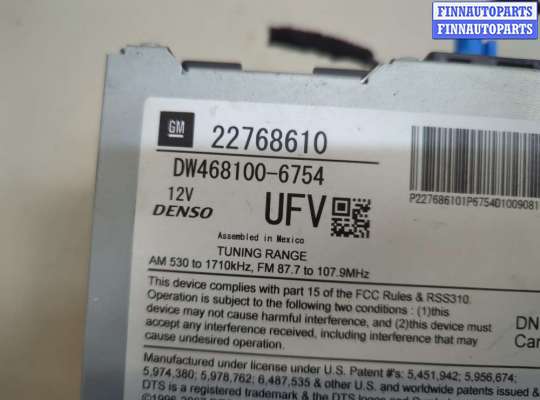 FINNAUTOPARTS
FINNAUTOPARTS
GM
22768610
DW468100-6754
12V
DENSO
UFV
P227686101P6754D1009081
Assembled in Mexico
TUNING RANGE
AM 530 to 1710kHz, FM 87.7 to 107.9MHz
This device complies with part 15 of the FCC Rules & RSS310.
Operation is subject to the following two conditions : (1)this
device may not cause harmful interference, and (2)this device must
accept any interference received, including interference that may
cause undesired operation.
DN
Can
Manufactured under license under U.S. Patent #'s: 5,451,942; 5,956,674;
5,974,380; 5,978,762; 6,487,535 & other U.S. and worldwide patents issued &
DTS is a registered trademark & the DTS logos and Symbol